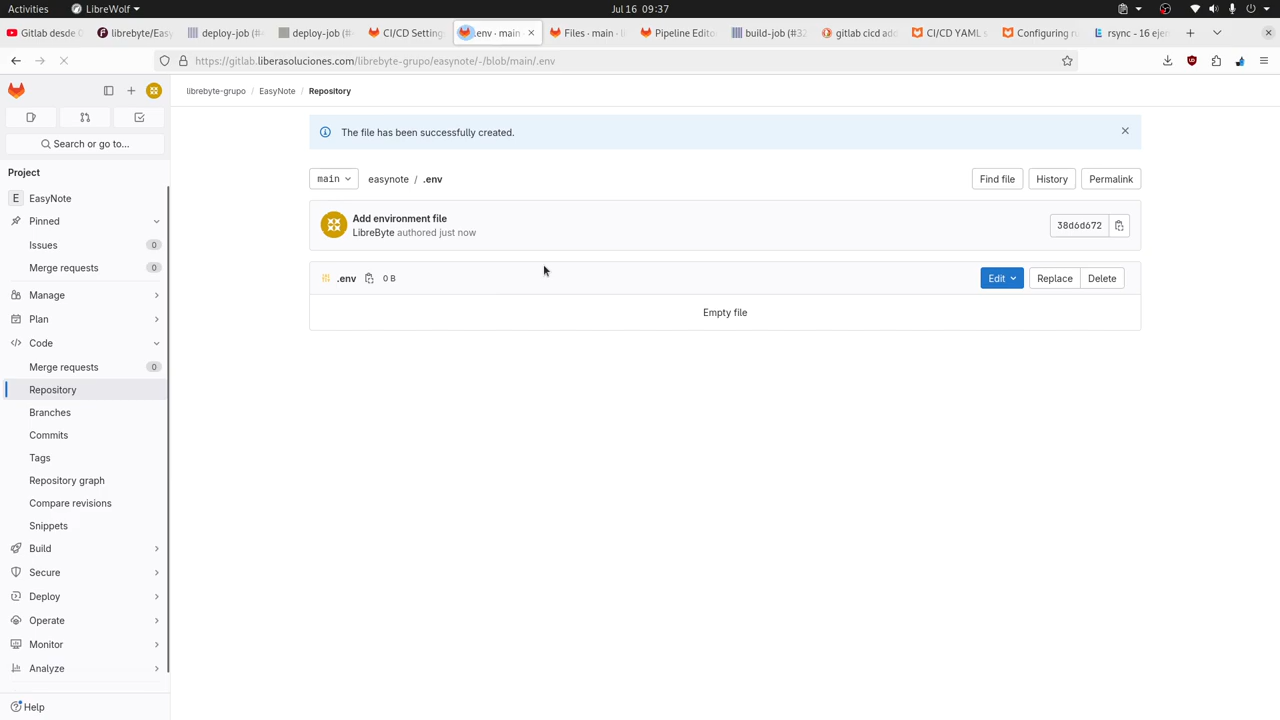 Activities
LibreWolf
Jul 16 09:37
Gitlab desde
librebyte/Easy
deploy-job (#
deploy-job (#
CI/CD Setting
.env · main
Files · main · l
Pipeline Edito
build-job (#32
gitlab cicd add
CI/CD YAML s
Configuring ru
rsync - 16 ejer
https://gitlab.liberasoluciones.com/librebyte-grupo/easynote/-/blob/main/.env
librebyte-grupo / EasyNote / Repository
The file has been successfully created.
main
easynote / .env
Find file
History
Permalink
Add environment file
LibreByte authored just now
38d6d672
.env
0 B
Edit
Replace
Delete
Empty file
Search or go to...
Project
E EasyNote
Pinned
Issues 0
Merge requests 0
Manage
Plan
Code
Merge requests 0
Repository
Branches
Commits
Tags
Repository graph
Compare revisions
Snippets
Build
Secure
Deploy
Operate
Monitor
Analyze
Help